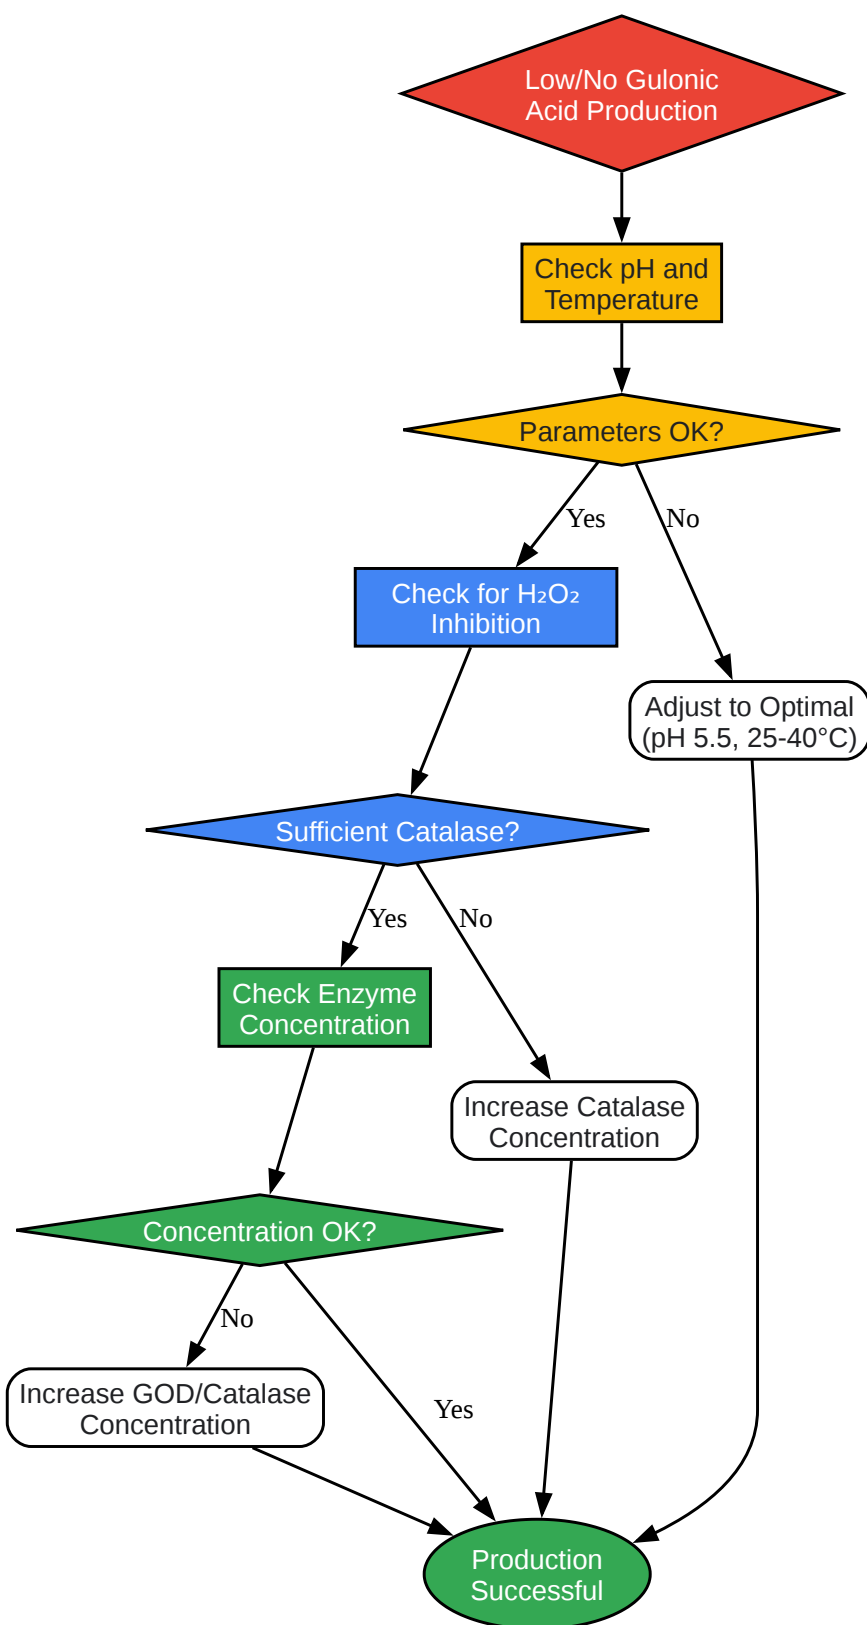 Low/No Gulonic
Acid Production
Check pH and
Temperature
Parameters OK?
Yes
No
Check for H₂O₂
Inhibition
Adjust to Optimal
(pH 5.5, 25-40°C)
Sufficient Catalase?
Yes
No
Check Enzyme
Concentration
Increase Catalase
Concentration
Concentration OK?
No
Increase GOD/Catalase
Concentration
Yes
Production
Successful